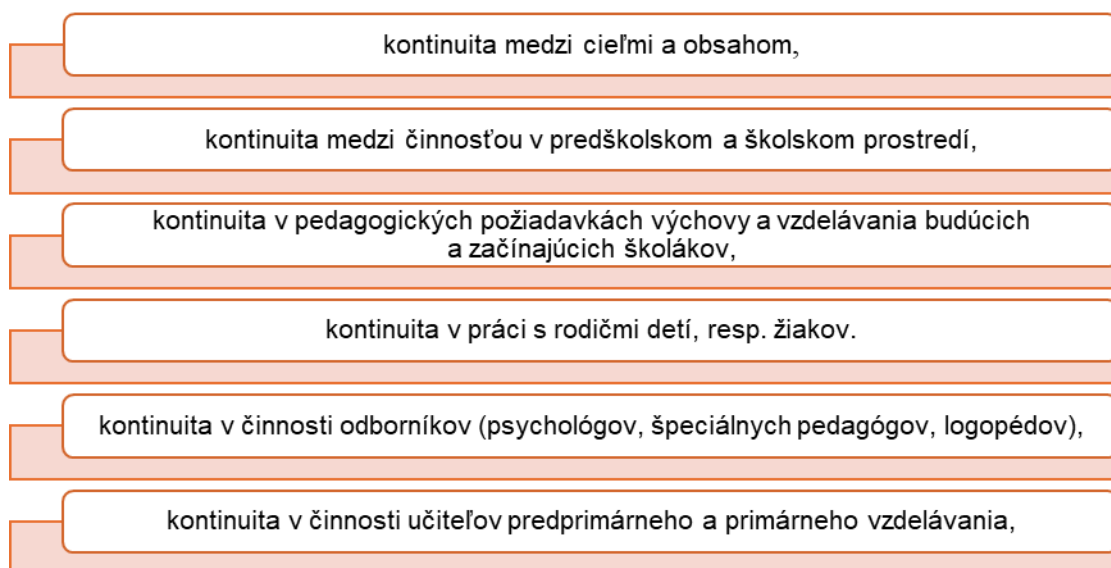 kontinuita medzi cieľmi a obsahom,
kontinuita medzi činnosťou v predškolskom a školskom prostredí,
kontinuita v pedagogických požiadavkách výchovy a vzdelávania budúcich
a začínajúcich školákov,
kontinuita v práci s rodičmi detí, resp. žiakov.
kontinuita v činnosti odborníkov (psychológov, špeciálnych pedagógov, logopédov),
kontinuita v činnosti učiteľov predprimárneho a primárneho vzdelávania,